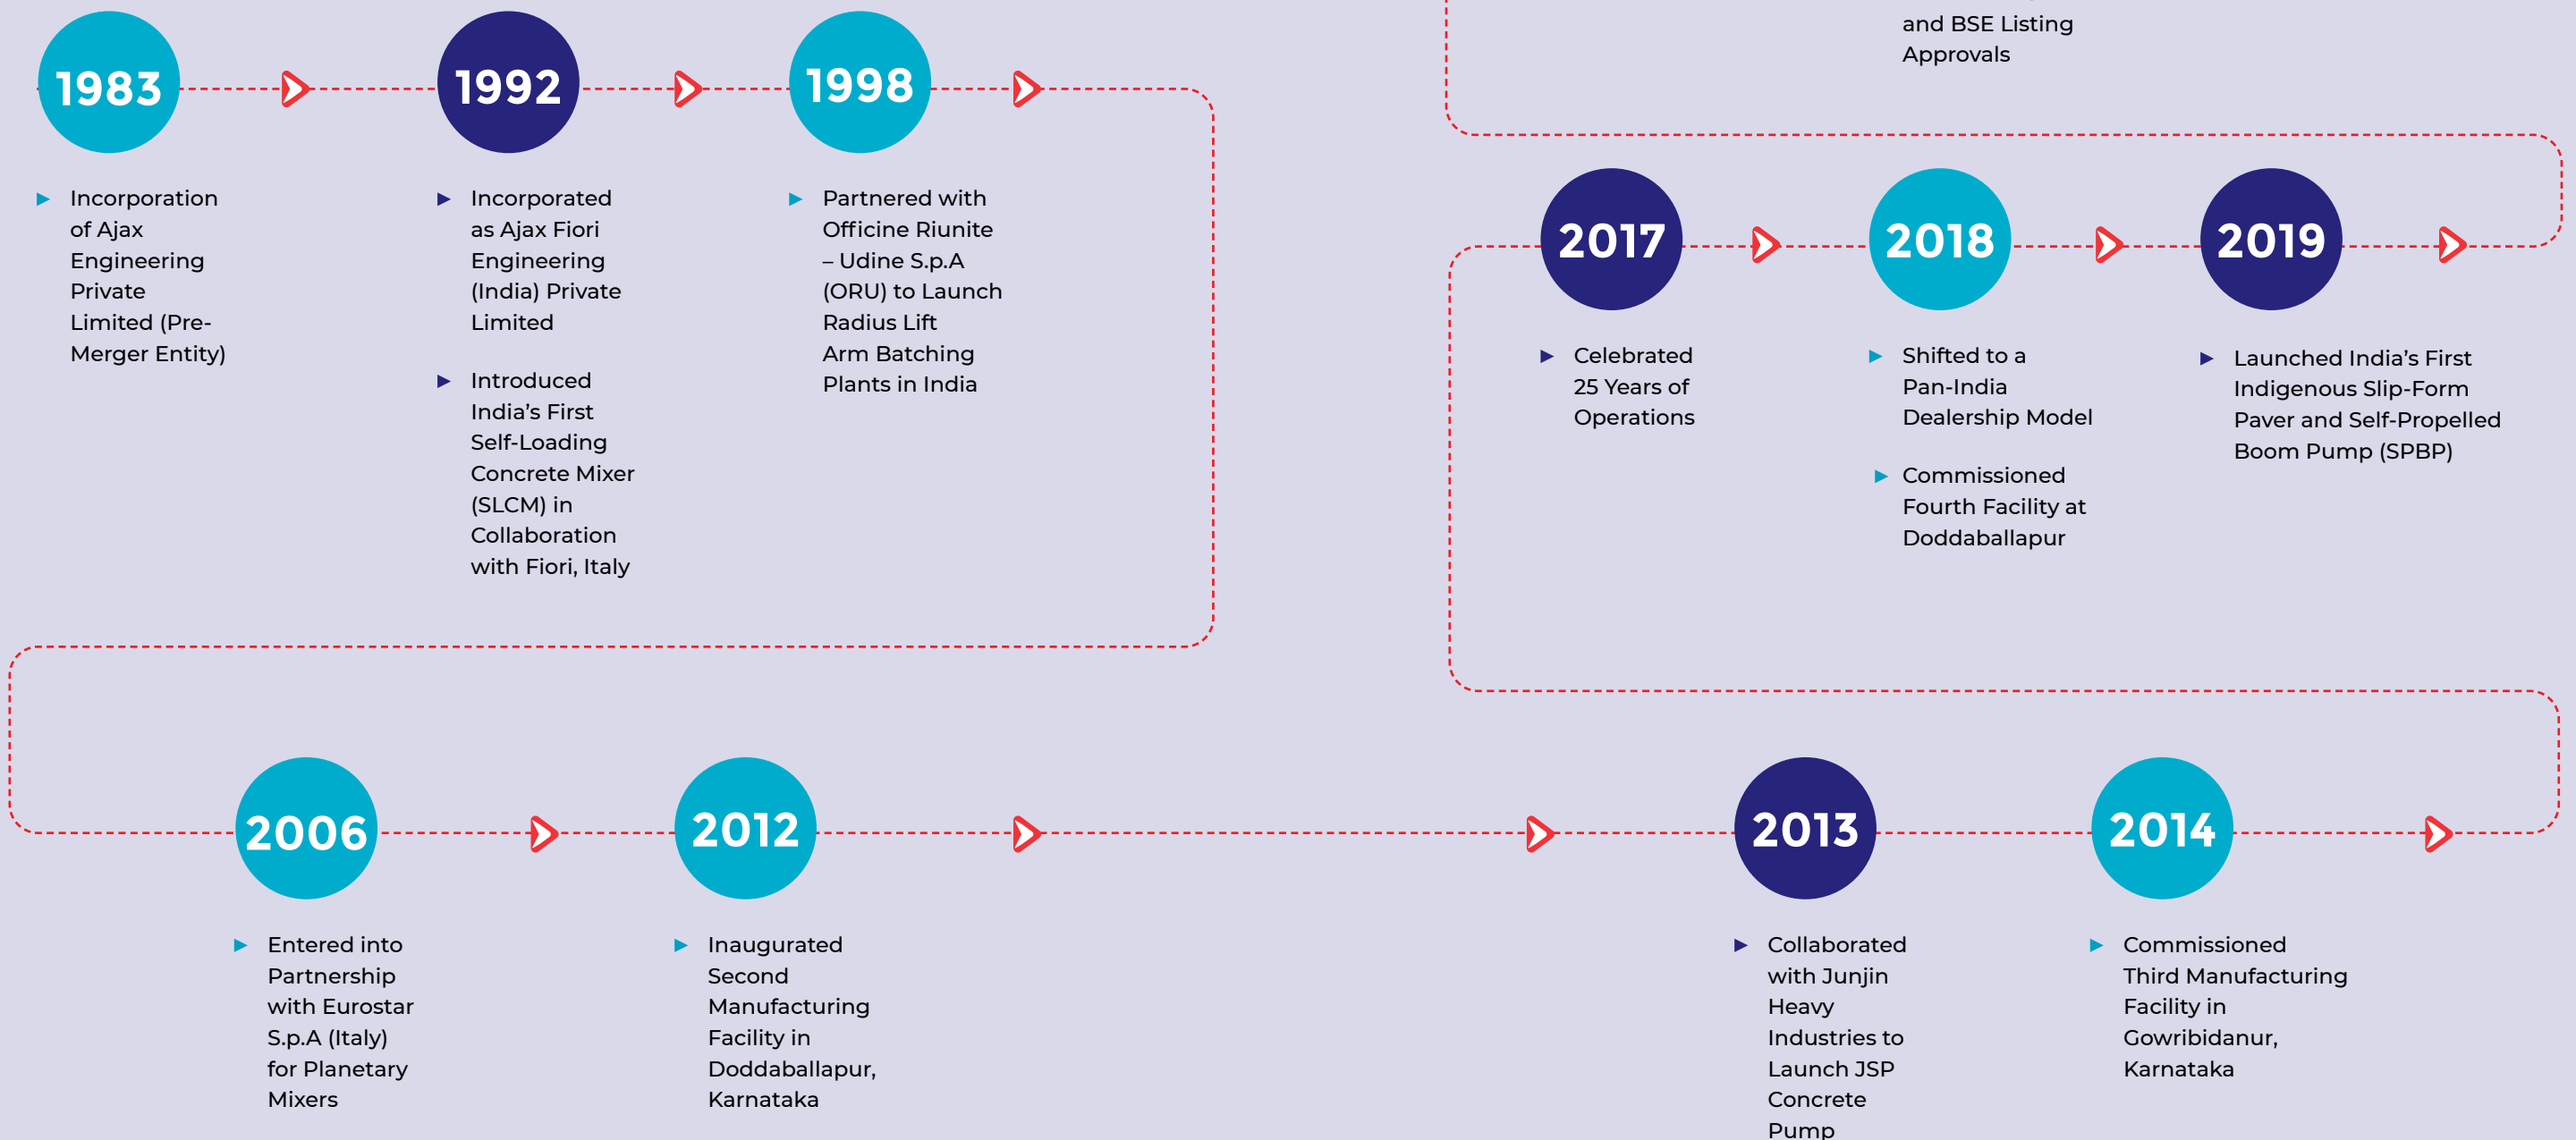 1983
Incorporation
of Ajax
Engineering
Private
Limited (Pre-
Merger Entity)
1992
Incorporated
as Ajax Fiori
Engineering
(India) Private
Limited
Introduced
India’s First
Self-Loading
Concrete Mixer
(SLCM) in
Collaboration
with Fiori, Italy
1998
Partnered with
Officine Riunite
– Udine S.p.A
(ORU) to Launch
Radius Lift
Arm Batching
Plants in India
2006
Entered into
Partnership
with Eurostar
S.p.A (Italy)
for Planetary
Mixers
2012
Inaugurated
Second
Manufacturing
Facility in
Doddaballapur,
Karnataka
2013
Collaborated
with Junjin
Heavy
Industries to
Launch JSP
Concrete
Pump
2014
Commissioned
Third Manufacturing
Facility in
Gowribidanur,
Karnataka
2017
Celebrated
25 Years of
Operations
2018
Shifted to a
Pan-India
Dealership Model
Commissioned
Fourth Facility at
Doddaballapur
2019
Launched India’s First
Indigenous Slip-Form
Paver and Self-Propelled
Boom Pump (SPBP)
and BSE Listing
Approvals